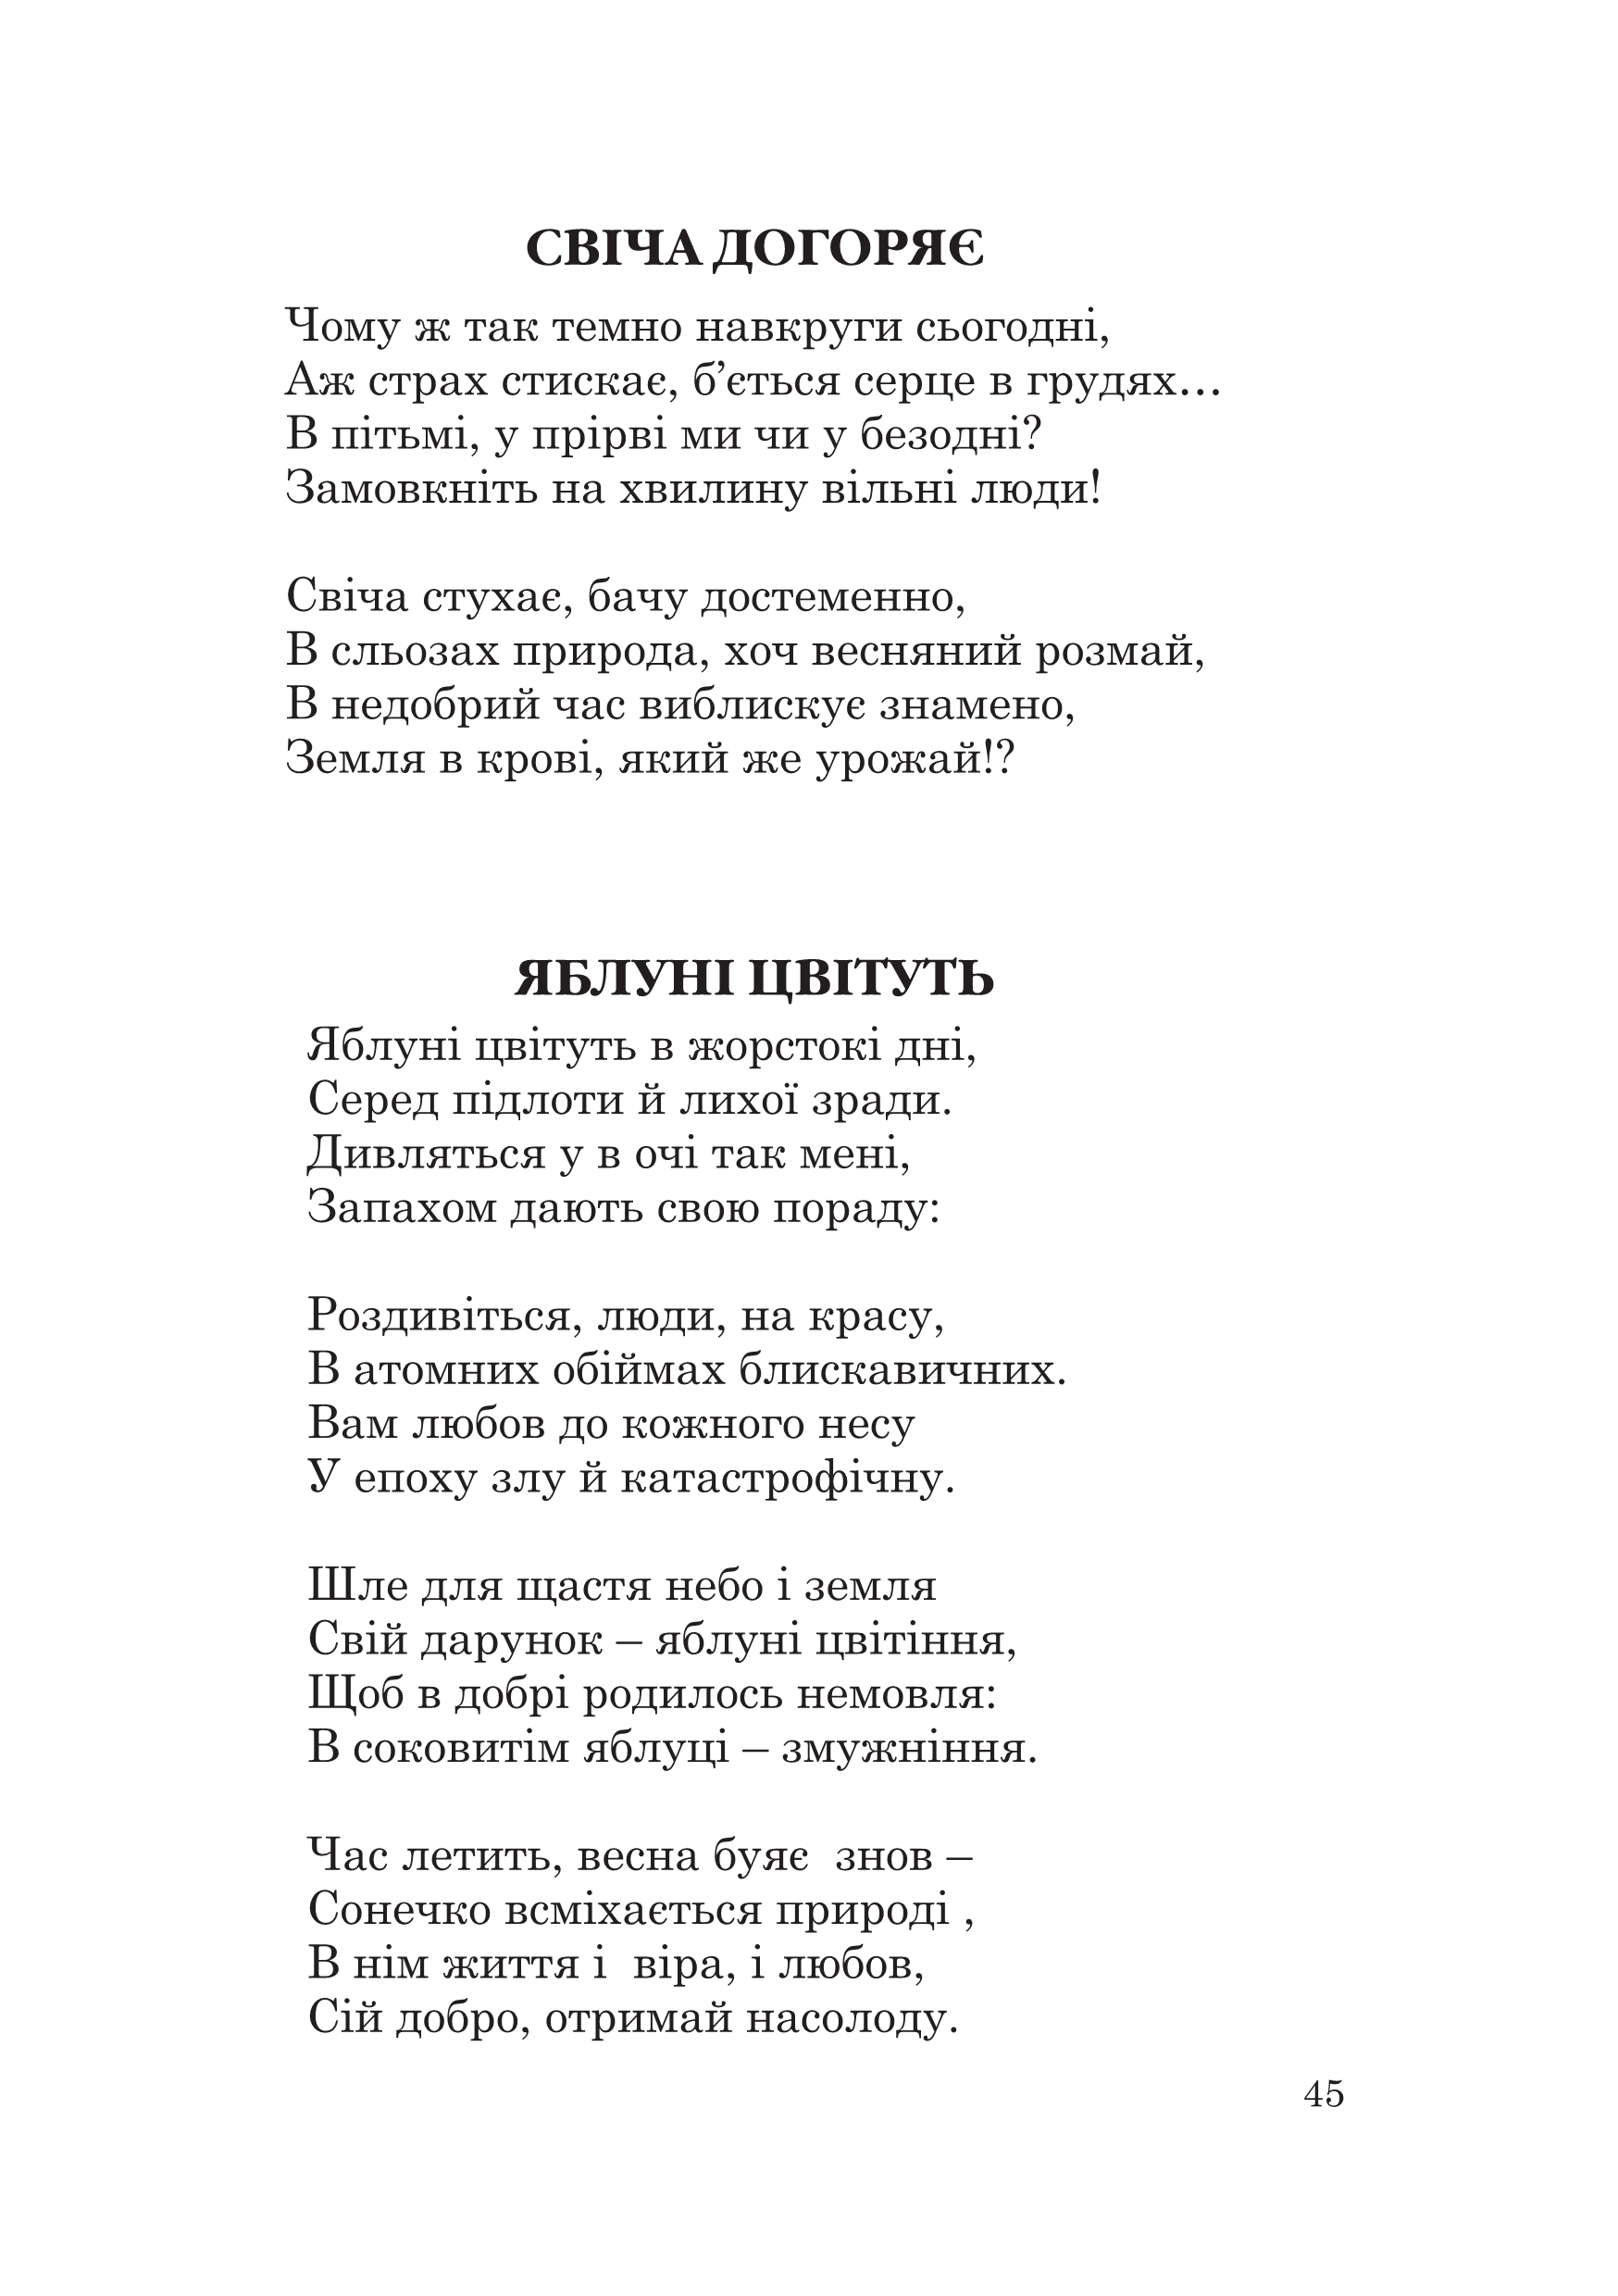 СВІЧА ДОГОРЯЄ
Чому ж так темно навкруги сьогодні,
Аж страх стискає, б’ється серце в грудях…
В пітьмі, у прірві ми чи у безодні?
Замовкніть на хвилину вільні люди!
Свіча стухає, бачу достеменно,
В сльозах природа, хоч весняний розмай,
В недобрий час виблискує знамено,
Земля в крові, який же урожай!?
ЯБЛУНІ ЦВІТУТЬ
Яблуні цвітуть в жорстокі дні,
Серед підлоти й лихої зради.
Дивляться у в очі так мені,
Запахом дають свою пораду:
Роздивіться, люди, на красу,
В атомних обіймах блискавичних.
Вам любов до кожного несу
У епоху злу й катастрофічну.
Шле для щастя небо і земля
Свій дарунок – яблуні цвітіння,
Щоб в добрі родилось немовля:
В соковитім яблуці – змужніння.
Час летить, весна буяє  знов –
Сонечко всміхається природі ,
В нім життя і  віра, і любов,
Сій добро, отримай насолоду.
45